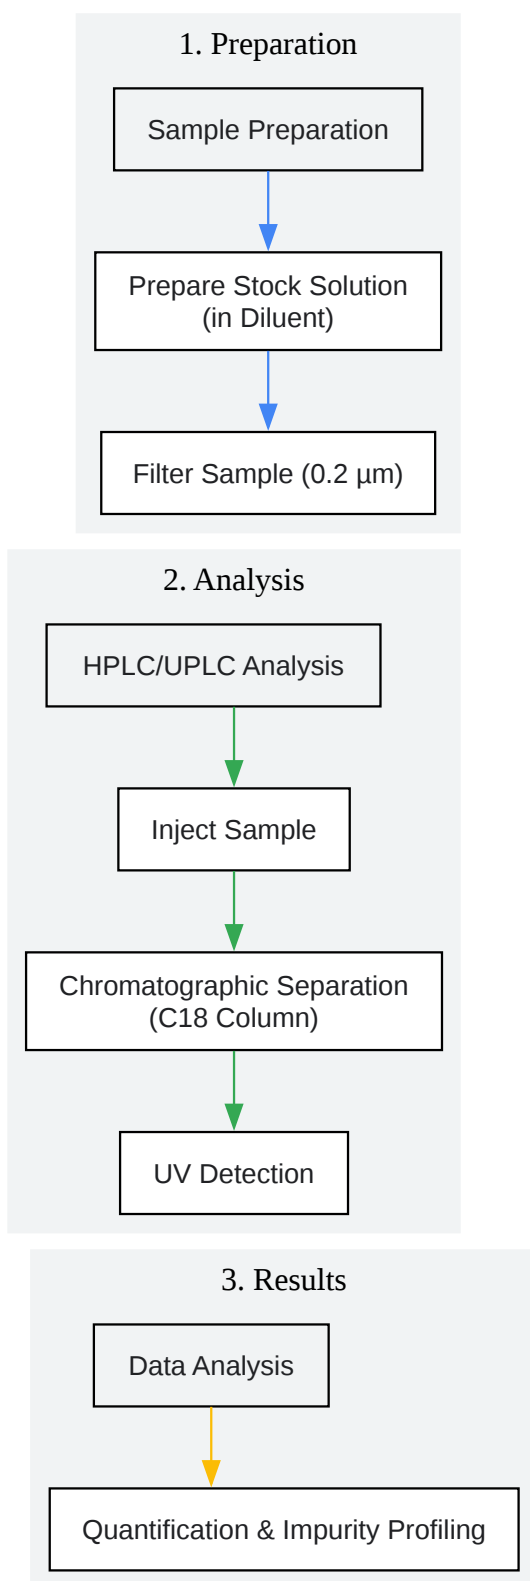 1. Preparation
Sample Preparation
Prepare Stock Solution
(in Diluent)
Filter Sample (0.2 µm)
2. Analysis
HPLC/UPLC Analysis
Inject Sample
Chromatographic Separation
(C18 Column)
UV Detection
3. Results
Data Analysis
Quantification & Impurity Profiling